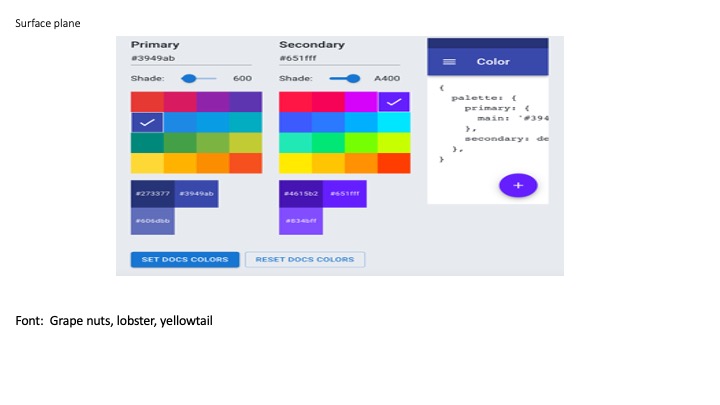 Surface plane
Primary
#3949ab
Shade: 600
#273377 #3949ab
#606dbb
Secondary
#651fff
Shade: A400
#4615b2 #651fff
#834bff
SET DOCS COLORS RESET DOCS COLORS
Color
{
palette: {
primary: {
main: '#394
},
secondary: de
},
}
+
Font: Grape nuts, lobster, yellowtail